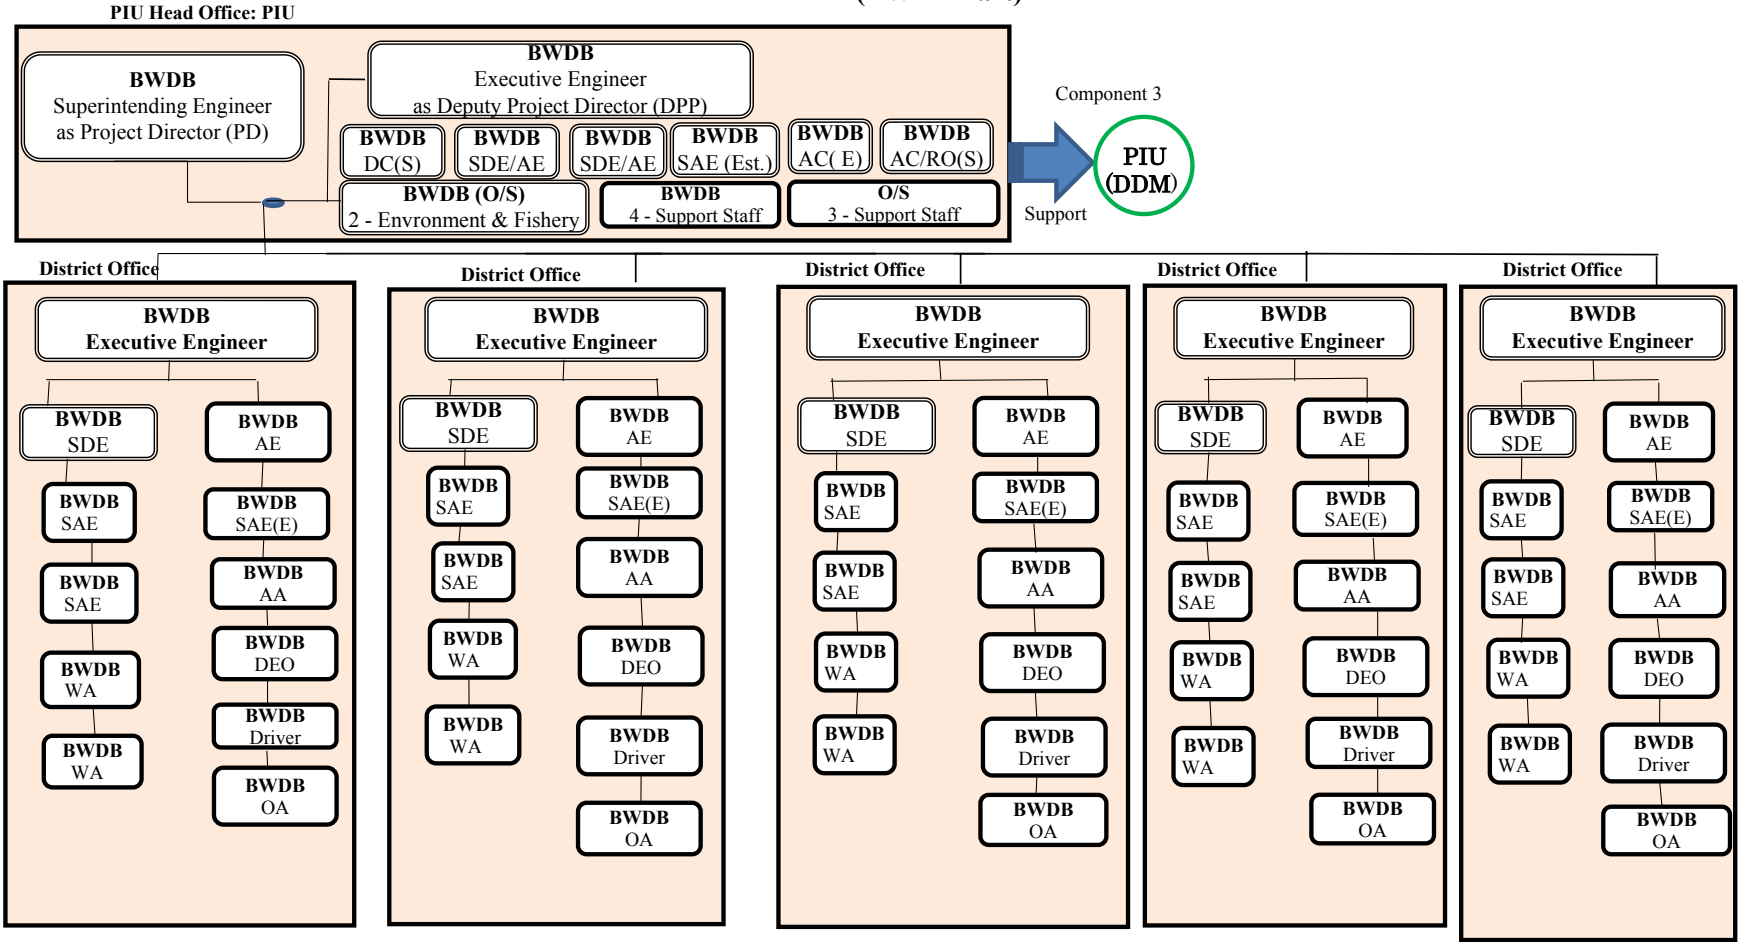 PIU Head Office: PIU
BWDB
Superintending Engineer
as Project Director (PD)
BWDB
Executive Engineer
as Deputy Project Director (DPP)
BWDB
DC(S)
BWDB
SDE/AE
BWDB
SDE/AE
BWDB
SAE (Est.)
BWDB
AC( E)
BWDB
AC/RO(S)
BWDB (O/S)
2 - Envronment & Fishery
BWDB
4 - Support Staff
O/S
3 - Support Staff
Component 3
Support
PIU
(DDM)
District Office
BWDB
Executive Engineer
BWDB
SDE
BWDB
SAE
BWDB
SAE
BWDB
WA
BWDB
WA
BWDB
AE
BWDB
SAE(E)
BWDB
AA
BWDB
DEO
BWDB
Driver
BWDB
OA
District Office
BWDB
Executive Engineer
BWDB
SDE
BWDB
SAE
BWDB
SAE
BWDB
WA
BWDB
WA
BWDB
AE
BWDB
SAE(E)
BWDB
AA
BWDB
DEO
BWDB
Driver
BWDB
OA
District Office
BWDB
Executive Engineer
BWDB
SDE
BWDB
SAE
BWDB
SAE
BWDB
WA
BWDB
WA
BWDB
AE
BWDB
SAE(E)
BWDB
AA
BWDB
DEO
BWDB
Driver
BWDB
OA
District Office
BWDB
Executive Engineer
BWDB
SDE
BWDB
SAE
BWDB
SAE
BWDB
WA
BWDB
WA
BWDB
AE
BWDB
SAE(E)
BWDB
AA
BWDB
DEO
BWDB
Driver
BWDB
OA
District Office
BWDB
Executive Engineer
BWDB
SDE
BWDB
SAE
BWDB
SAE
BWDB
WA
BWDB
WA
BWDB
AE
BWDB
SAE(E)
BWDB
AA
BWDB
DEO
BWDB
Driver
BWDB
OA